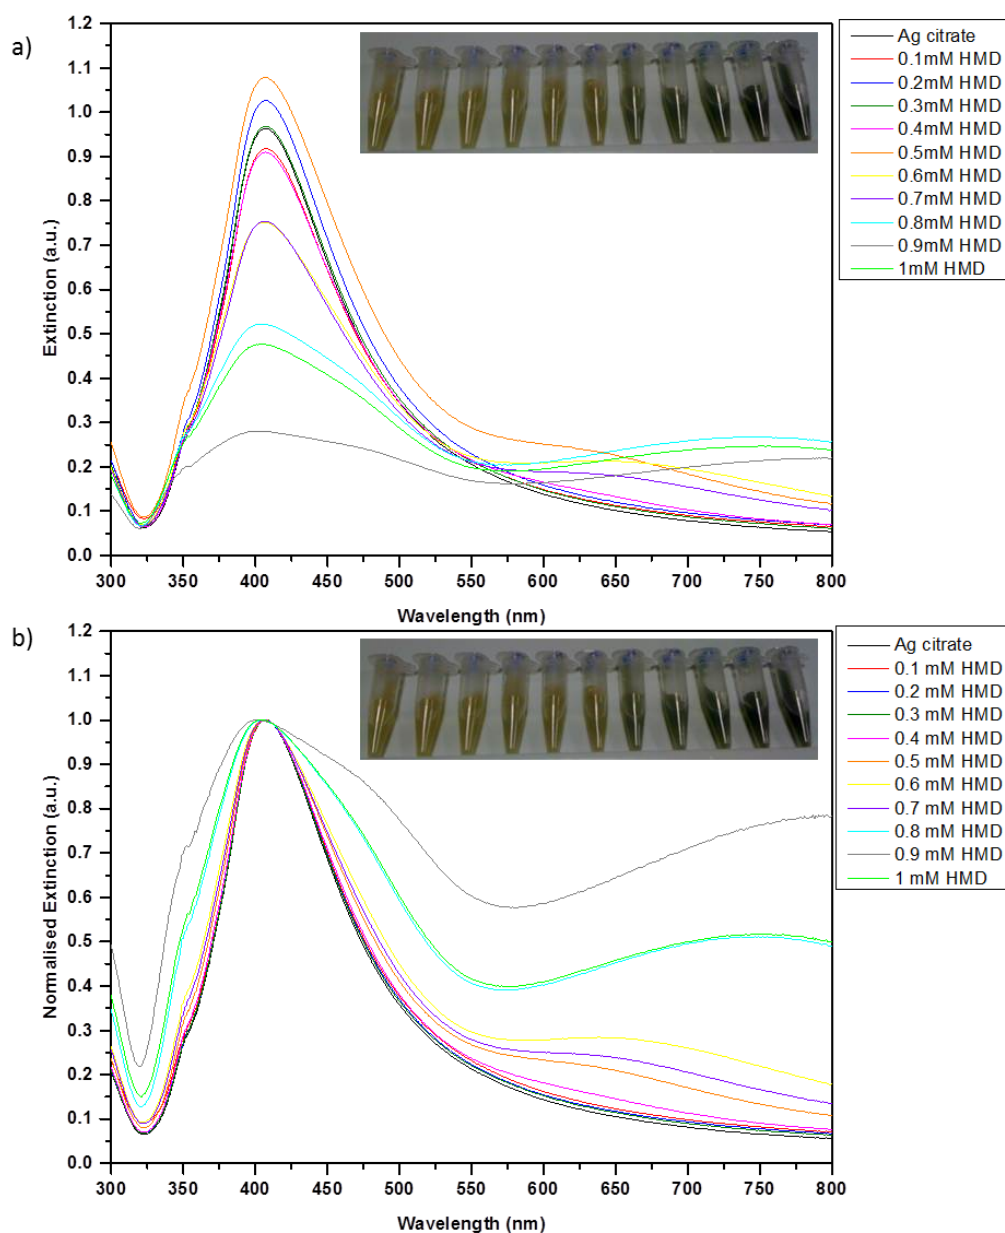 a)
Extinction (a.u.)
1.2
1.1
1.0
0.9
0.8
0.7
0.6
0.5
0.4
0.3
0.2
0.1
0.0
300 350 400 450 500 550 600 650 700 750 800
Wavelength (nm)
Ag citrate
0.1mM HMD
0.2mM HMD
0.3mM HMD
0.4mM HMD
0.5mM HMD
0.6mM HMD
0.7mM HMD
0.8mM HMD
0.9mM HMD
1mM HMD
b)
Normalised Extinction (a.u.)
1.2
1.1
1.0
0.9
0.8
0.7
0.6
0.5
0.4
0.3
0.2
0.1
0.0
300 350 400 450 500 550 600 650 700 750 800
Wavelength (nm)
Ag citrate
0.1 mM HMD
0.2 mM HMD
0.3 mM HMD
0.4 mM HMD
0.5 mM HMD
0.6 mM HMD
0.7 mM HMD
0.8 mM HMD
0.9 mM HMD
1 mM HMD